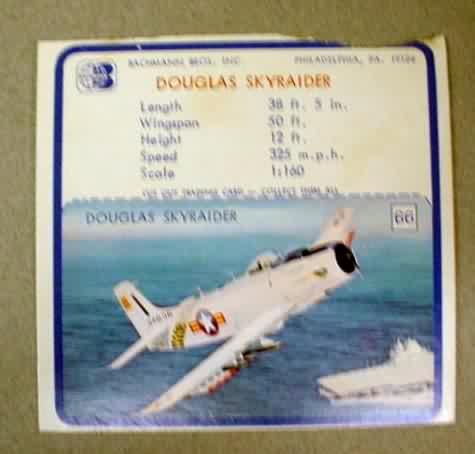 BACHMANN BROS., INC. PHILADELPHIA, PA. 19124
DOUGLAS SKYRAIDER
Length 38 ft. 5 in.
Wingspan 50 ft.
Height 12 ft.
Speed 325 m.p.h.
Scale 1:160
CUT OUT TRADING CARD — COLLECT THEM ALL
DOUGLAS SKYRAIDER 66